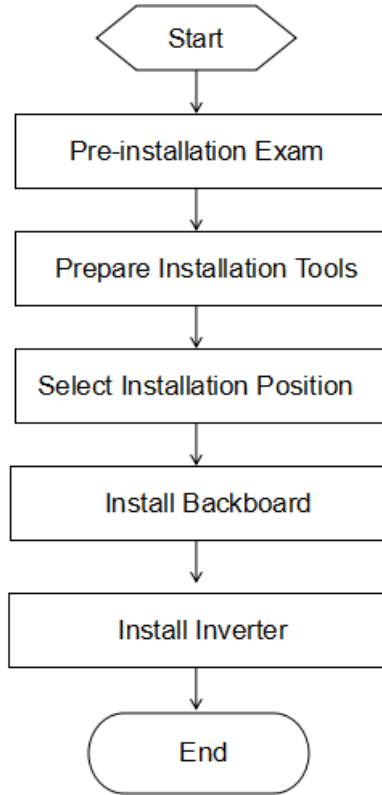 Start
Pre-installation Exam
Prepare Installation Tools
Select Installation Position
Install Backboard
Install Inverter
End